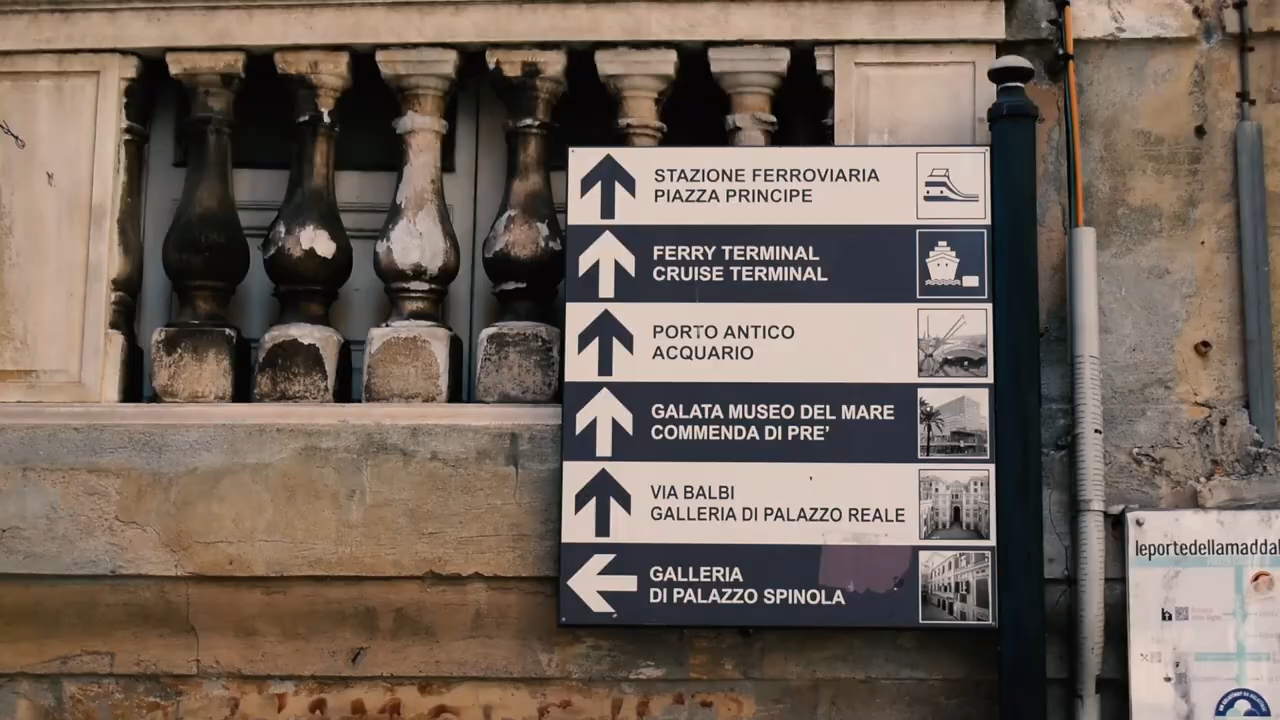 STAZIONE FERROVIARIA
PIAZZA PRINCIPE
FERRY TERMINAL
CRUISE TERMINAL
PORTO ANTICO
ACQUARIO
GALATA MUSEO DEL MARE
COMMENDA DI PRE'
VIA BALBI
GALLERIA DI PALAZZO REALE
GALLERIA
DI PALAZZO SPINOLA
leportedellamaddal